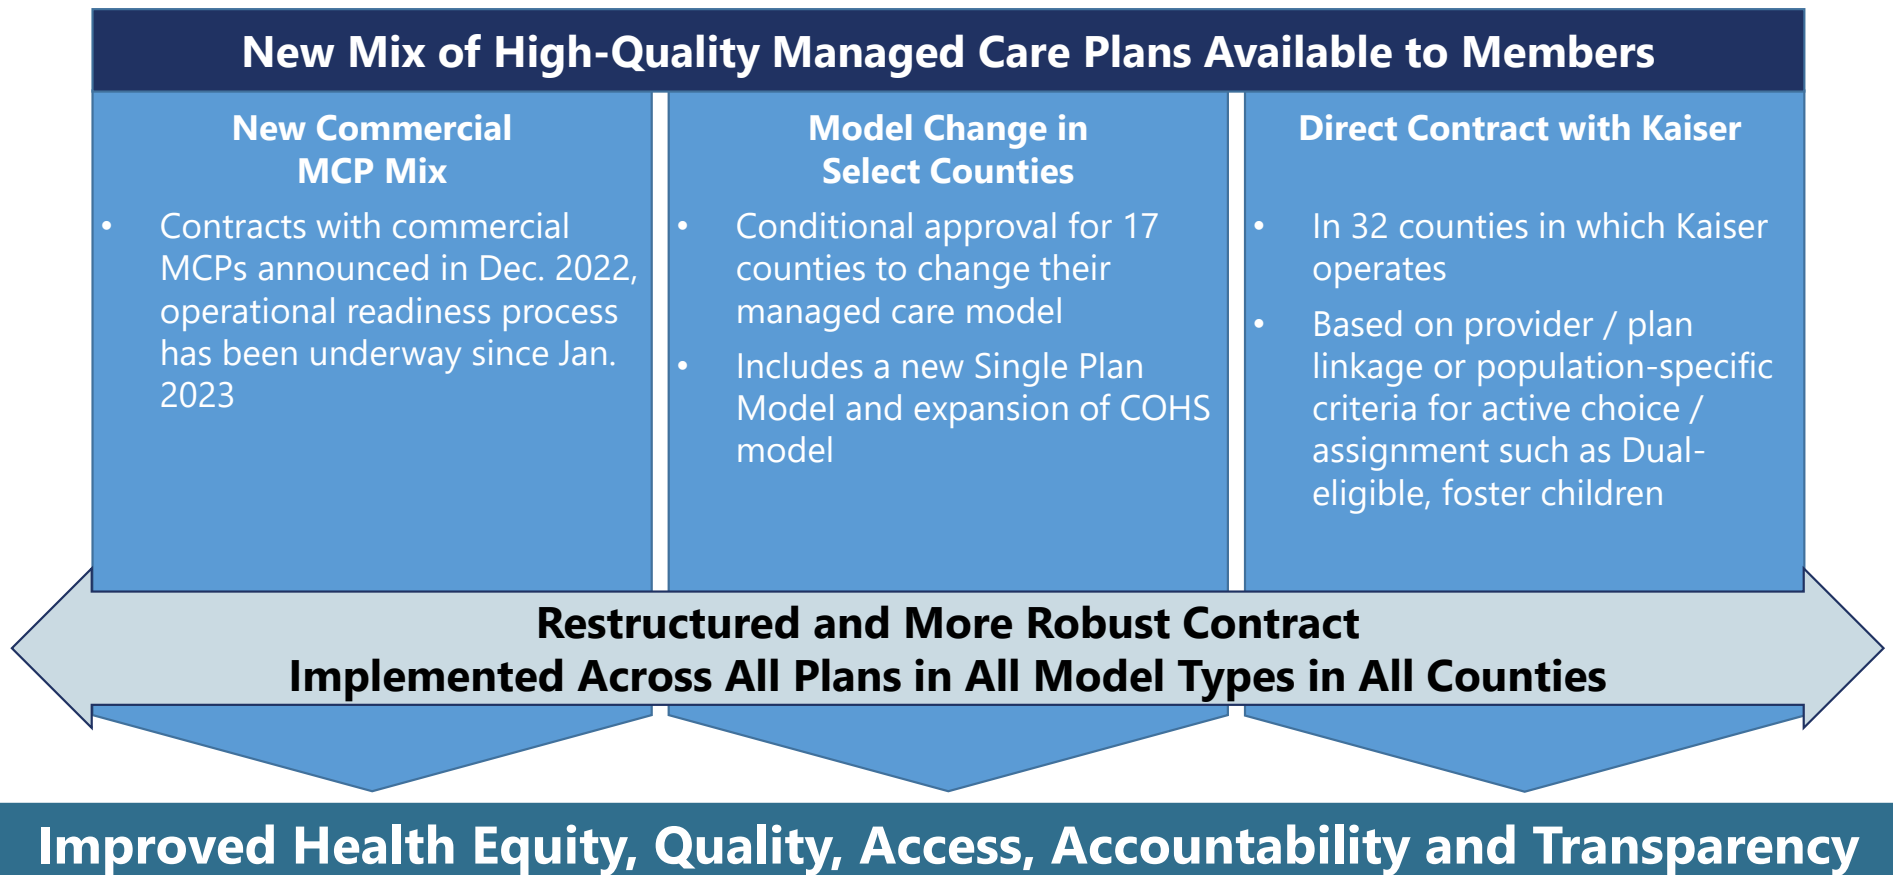 New Mix of High-Quality Managed Care Plans Available to Members
New Commercial
MCP Mix
• Contracts with commercial
MCPs announced in Dec. 2022,
operational readiness process
has been underway since Jan.
2023
Model Change in
Select Counties
• Conditional approval for 17
counties to change their
managed care model
• Includes a new Single Plan
Model and expansion of COHS
model
Direct Contract with Kaiser
• In 32 counties in which Kaiser
operates
• Based on provider / plan
linkage or population-specific
criteria for active choice /
assignment such as Dual-
eligible, foster children
Restructured and More Robust Contract
Implemented Across All Plans in All Model Types in All Counties
Improved Health Equity, Quality, Access, Accountability and Transparency